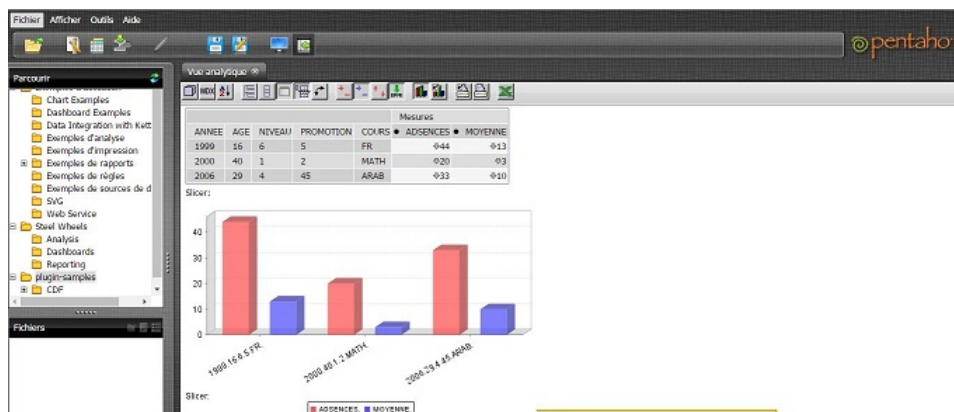 Fichier Afficher Outils Aide
pentaho
Parcourir
Vue analytique
Chart Examples
Dashboard Examples
Data Integration with Kett
Exemples d'analyse
Exemples d'impression
Exemples de rapports
Exemples de règles
Exemples de sources de d
SVG
Web Service
Steel Wheels
Analysis
Dashboards
Reporting
plugin-samples
CDF
Fichiers
MDX
Mesures
ANNEE AGE NIVEAU PROMOTION COURS ADSENCES MOYENNE
1999 16 6 5 FR 44 13
2000 40 1 2 MATH 20 3
2006 29 4 45 ARAB 33 10
Slicer:
40
30
20
10
0
1999.16.6.5.FR.
2000.40.1.2.MATH.
2006.29.4.45.ARAB.
Slicer:
ADSENCES. MOYENNE.